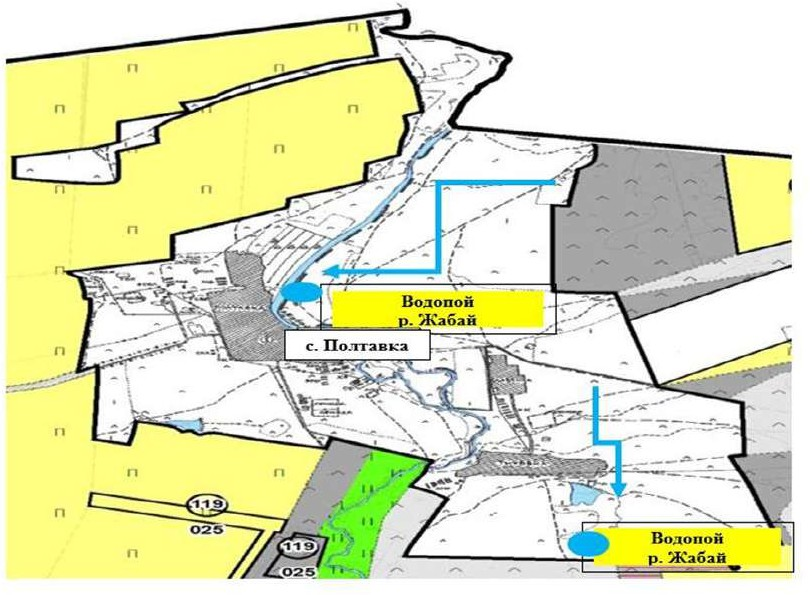 Водопой
р. Жабай
с. Полтавка
119
025
119
025
Водопой
р. Жабай